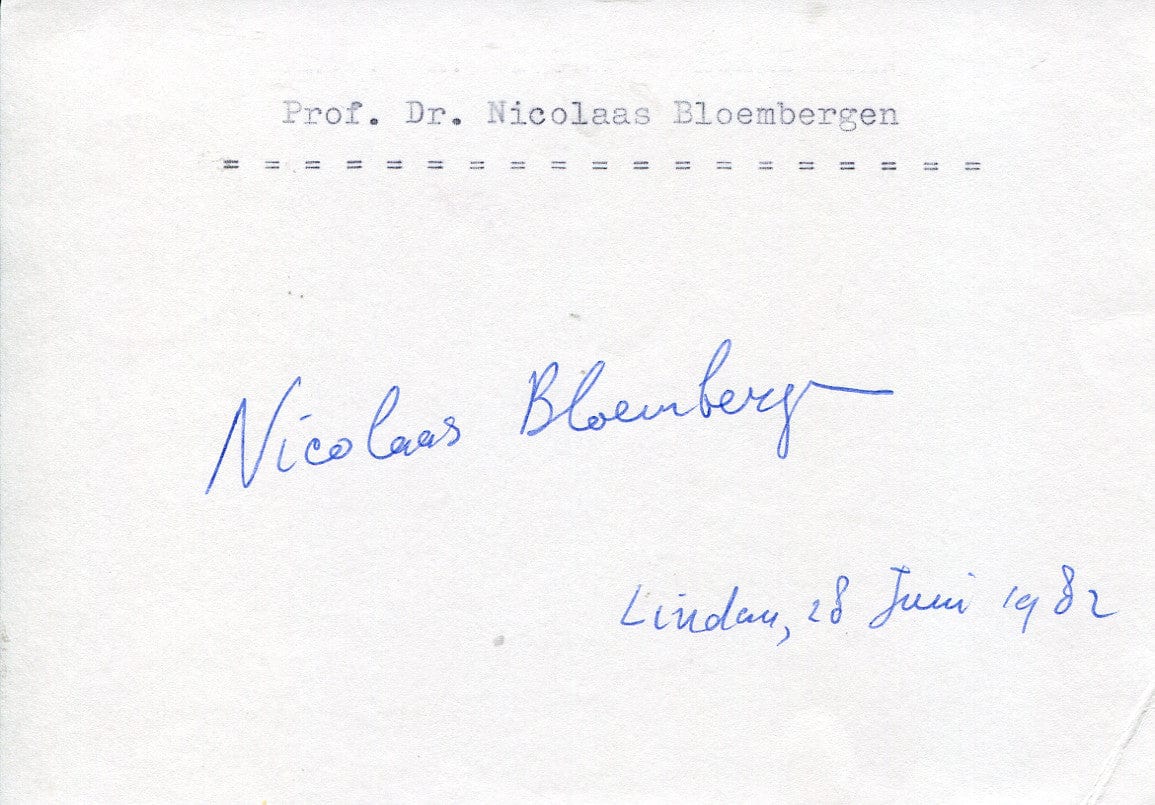 Prof. Dr. Nicolaas Bloembergen
= = = = = = = = = = = = = = = = = = =
Nicolaas Bloembergen
Lindau, 28 Juni 1982